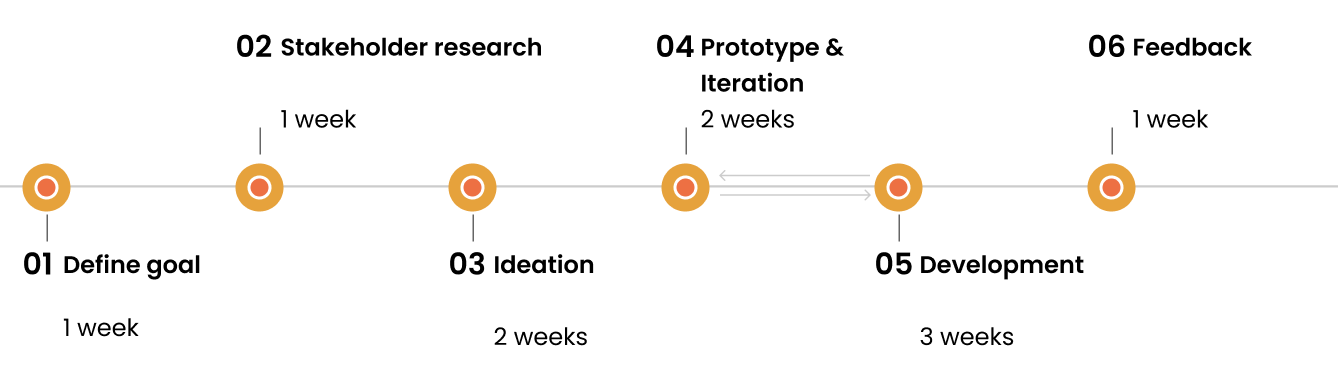 02 Stakeholder research
1 week
04 Prototype &
Iteration
2 weeks
06 Feedback
1 week
01 Define goal
1 week
03 Ideation
2 weeks
05 Development
3 weeks